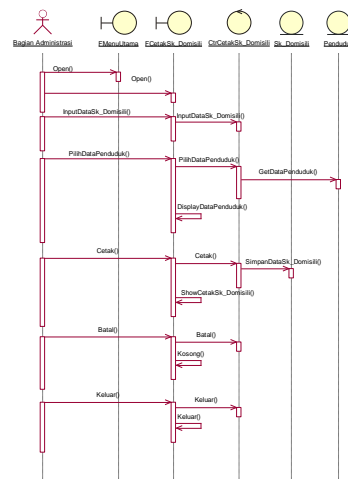 Bagian Administrasi
FMenuUtama
FCetakSk_Domisili
CtrCetakSk_Domisili
Sk_Domisili
Pendud
Open()
Open()
InputDataSk_Domisili()
InputDataSk_Domisili()
PilihDataPenduduk()
PilihDataPenduduk()
GetDataPenduduk()
DisplayDataPenduduk()
Cetak()
Cetak()
SimpanDataSk_Domisili()
ShowCetakSk_Domisili()
Batal()
Batal()
Kosong()
Keluar()
Keluar()
Keluar()